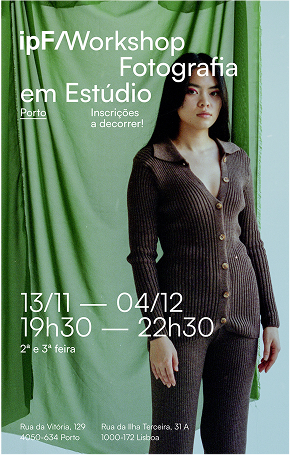 ipF/Workshop
Fotografia
em Estúdio
Porto
Inscrições
a decorrer!
13/11 — 04/12
19h30 — 22h30
2ª e 3ª feira
Rua da Vitória, 129
4050-634 Porto
Rua da Ilha Terceira, 31 A
1000-172 Lisboa